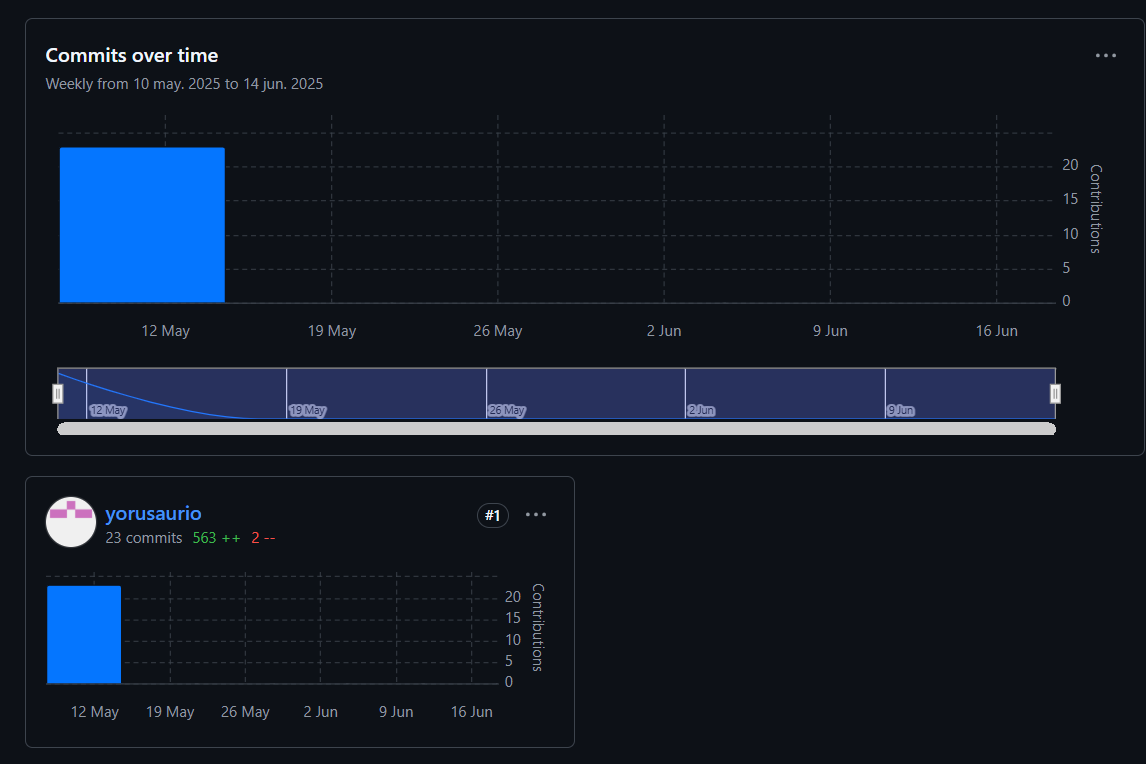 Commits over time
Weekly from 10 may. 2025 to 14 jun. 2025
20
15
10
5
0
Contributions
12 May 19 May 26 May 2 Jun 9 Jun 16 Jun
12 May 19 May 26 May 2 Jun 9 Jun
yorusaurio
#1
23 commits 563 ++ 2 --
20
15
10
5
0
Contributions
12 May 19 May 26 May 2 Jun 9 Jun 16 Jun